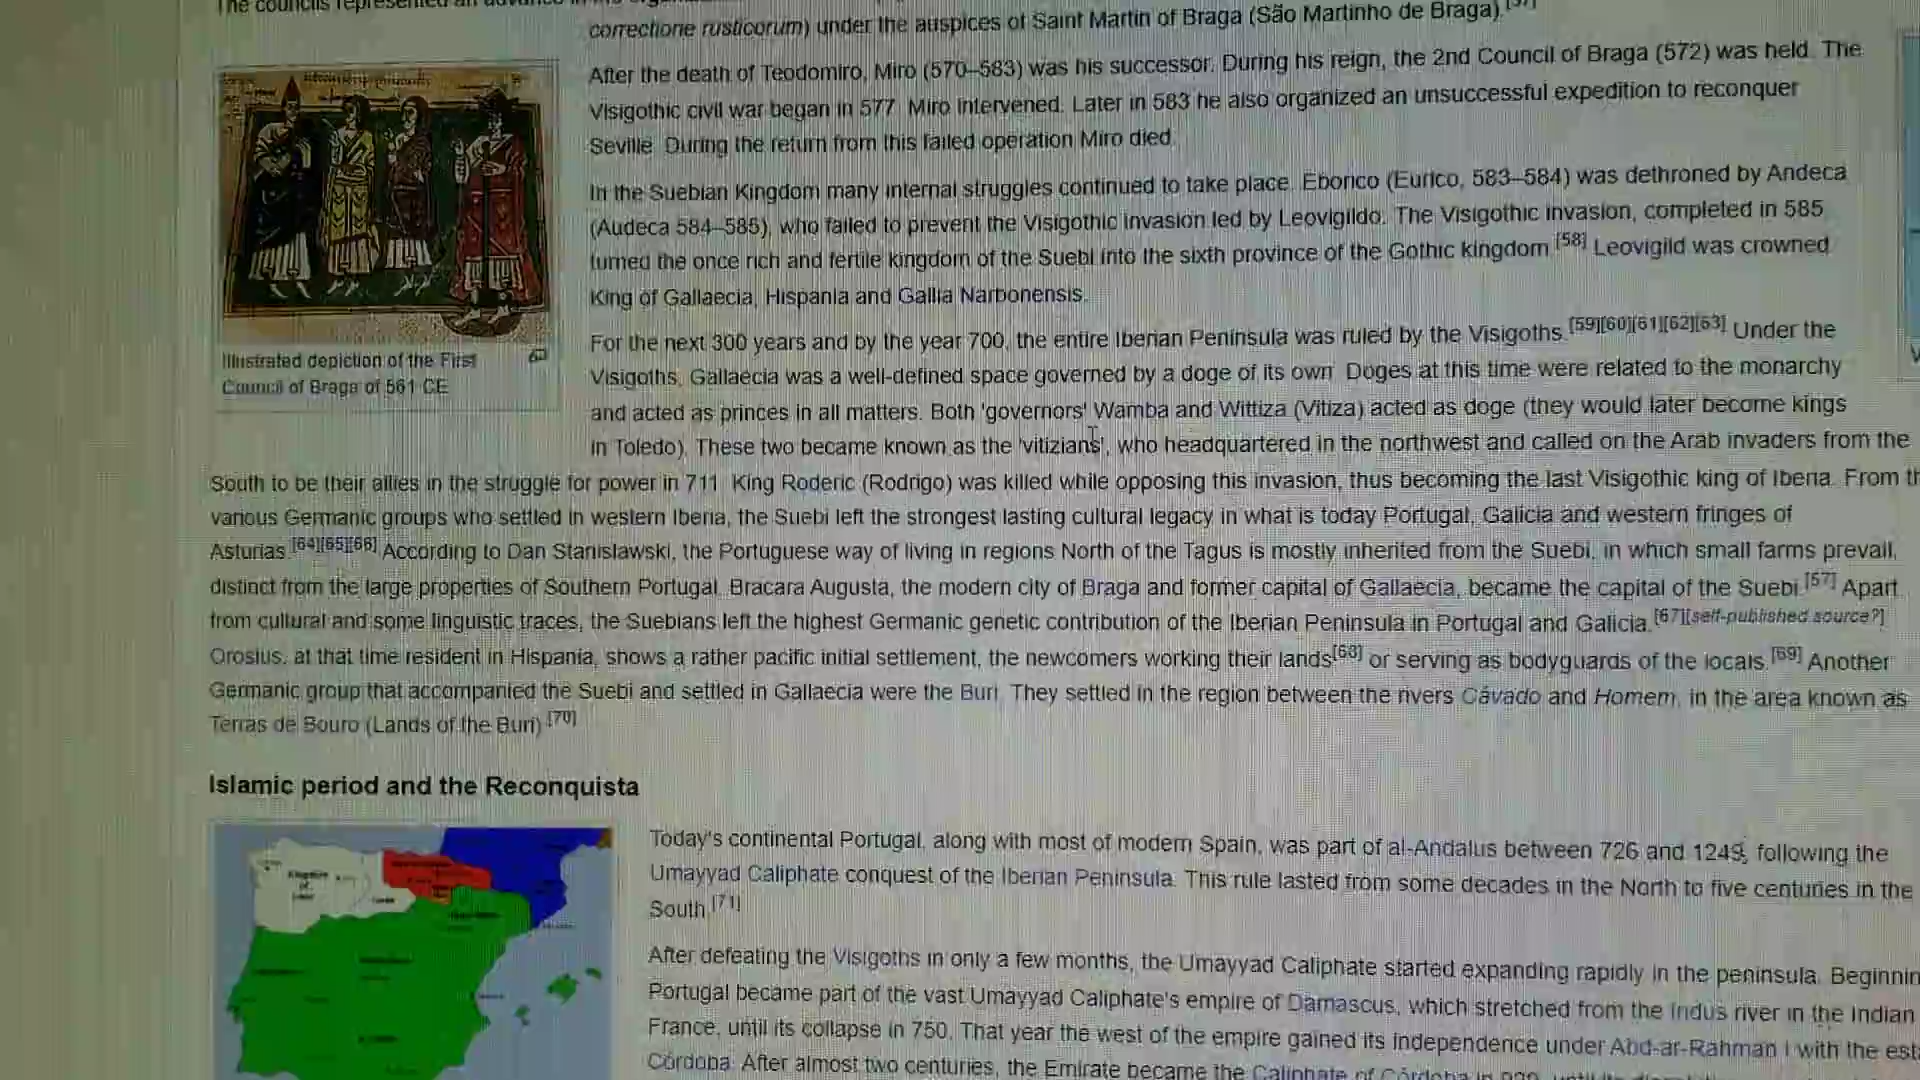 correctione rusticorum) under the auspices of Saint Martin of Braga (São Martinho de Braga).[57]
After the death of Teodomiro, Miro (570–583) was his successor. During his reign, the 2nd Council of Braga (572) was held. The
Visigothic civil war began in 577. Miro intervened. Later in 583 he also organized an unsuccessful expedition to reconquer
Seville. During the return from this failed operation Miro died.
In the Suebian Kingdom many internal struggles continued to take place. Eborico (Eurico, 583–584) was dethroned by Andeca
(Audeca 584–585), who failed to prevent the Visigothic invasion led by Leovigildo. The Visigothic invasion, completed in 585,
turned the once rich and fertile kingdom of the Suebi into the sixth province of the Gothic kingdom.[58] Leovigild was crowned
King of Gallaecia, Hispania and Gallia Narbonensis.
Illustrated depiction of the First
Council of Braga of 561 CE
For the next 300 years and by the year 700, the entire Iberian Peninsula was ruled by the Visigoths.[59][60][61][62][63] Under the
Visigoths, Gallaecia was a well-defined space governed by a doge of its own. Doges at this time were related to the monarchy
and acted as princes in all matters. Both 'governors' Wamba and Wittiza (Vitiza) acted as doge (they would later become kings
in Toledo). These two became known as the 'vitizians', who headquartered in the northwest and called on the Arab invaders from the
South to be their allies in the struggle for power in 711. King Roderic (Rodrigo) was killed while opposing this invasion, thus becoming the last Visigothic king of Iberia. From th
various Germanic groups who settled in western Iberia, the Suebi left the strongest lasting cultural legacy in what is today Portugal, Galicia and western fringes of
Asturias.[64][65][66] According to Dan Stanislawski, the Portuguese way of living in regions North of the Tagus is mostly inherited from the Suebi, in which small farms prevail,
distinct from the large properties of Southern Portugal. Bracara Augusta, the modern city of Braga and former capital of Gallaecia, became the capital of the Suebi.[57] Apart
from cultural and some linguistic traces, the Suebians left the highest Germanic genetic contribution of the Iberian Peninsula in Portugal and Galicia.[67][self-published source?]
Orosius, at that time resident in Hispania, shows a rather pacific initial settlement, the newcomers working their lands[68] or serving as bodyguards of the locals.[69] Another
Germanic group that accompanied the Suebi and settled in Gallaecia were the Buri. They settled in the region between the rivers Cávado and Homem, in the area known as
Terras de Bouro (Lands of the Buri).[70]
Islamic period and the Reconquista
Today's continental Portugal, along with most of modern Spain, was part of al-Andalus between 726 and 1249, following the
Umayyad Caliphate conquest of the Iberian Peninsula. This rule lasted from some decades in the North to five centuries in the
South.[71]
After defeating the Visigoths in only a few months, the Umayyad Caliphate started expanding rapidly in the peninsula. Beginnin
Portugal became part of the vast Umayyad Caliphate's empire of Damascus, which stretched from the Indus river in the Indian
France, until its collapse in 750. That year the west of the empire gained its independence under Abd-ar-Rahman I with the est
Córdoba. After almost two centuries, the Emirate became the Caliphate of Córdoba in 929, until its